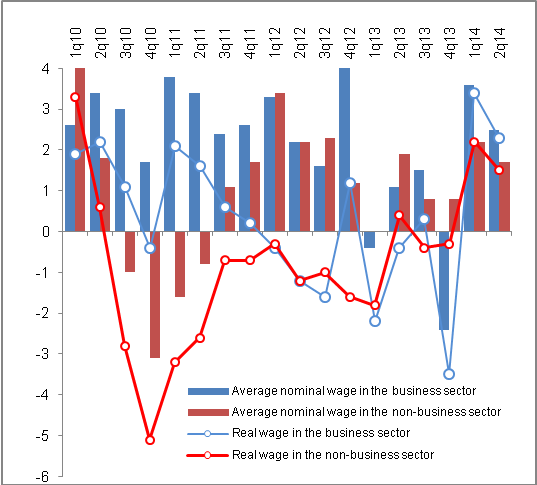 1q10 2q10 3q10 4q10 1q11 2q11 3q11 4q11 1q12 2q12 3q12 4q12 1q13 2q13 3q13 4q13 1q14 2q14
4
3
2
1
0
-1
-2
-3
-4
-5
-6
Average nominal wage in the business sector
Average nominal wage in the non-business sector
Real wage in the business sector
Real wage in the non-business sector